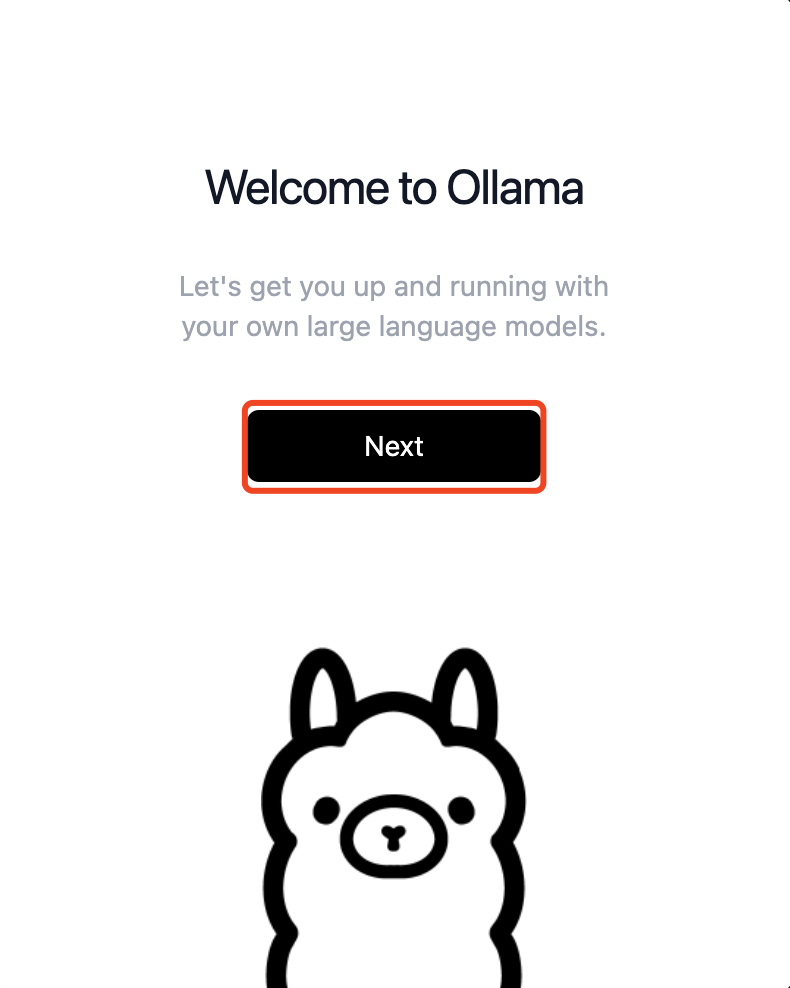 Welcome to Ollama
Let's get you up and running with
your own large language models.
Next